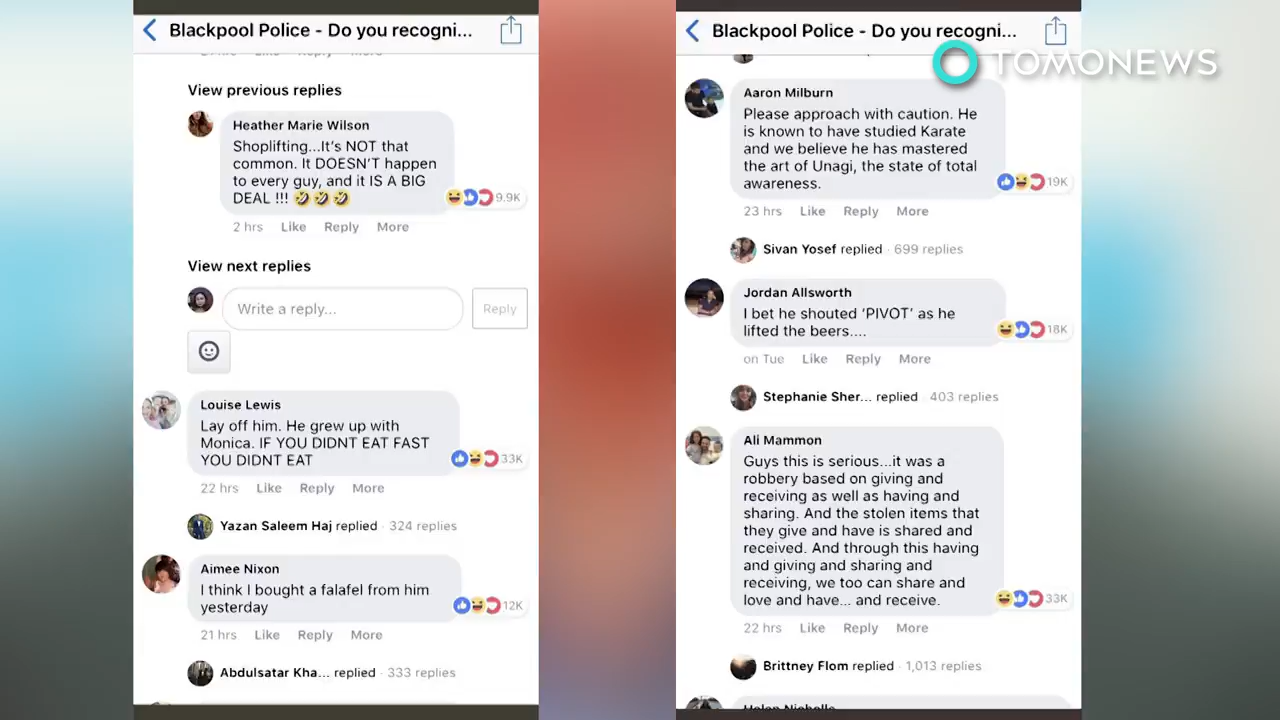 Blackpool Police - Do you recogni...
View previous replies
Heather Marie Wilson
Shoplifting...It's NOT that
common. It DOESN'T happen
to every guy, and it IS A BIG
DEAL !!! 🤣🤣🤣
9.9K
2 hrs Like Reply More
View next replies
Write a reply...
Reply
Louise Lewis
Lay off him. He grew up with
Monica. IF YOU DIDNT EAT FAST
YOU DIDNT EAT
33K
22 hrs Like Reply More
Yazan Saleem Haj replied · 324 replies
Aimee Nixon
I think I bought a falafel from him
yesterday
12K
21 hrs Like Reply More
Abdulsatar Kha... replied · 333 replies
Blackpool Police - Do you recogni...
TOMONEWS
Aaron Milburn
Please approach with caution. He
is known to have studied Karate
and we believe he has mastered
the art of Unagi, the state of total
awareness.
19K
23 hrs Like Reply More
Sivan Yosef replied · 699 replies
Jordan Allsworth
I bet he shouted 'PIVOT' as he
lifted the beers....
18K
on Tue Like Reply More
Stephanie Sher... replied · 403 replies
Ali Mammon
Guys this is serious...it was a
robbery based on giving and
receiving as well as having and
sharing. And the stolen items that
they give and have is shared and
received. And through this having
and giving and sharing and
receiving, we too can share and
love and have... and receive.
33K
22 hrs Like Reply More
Brittney Flom replied · 1,013 replies